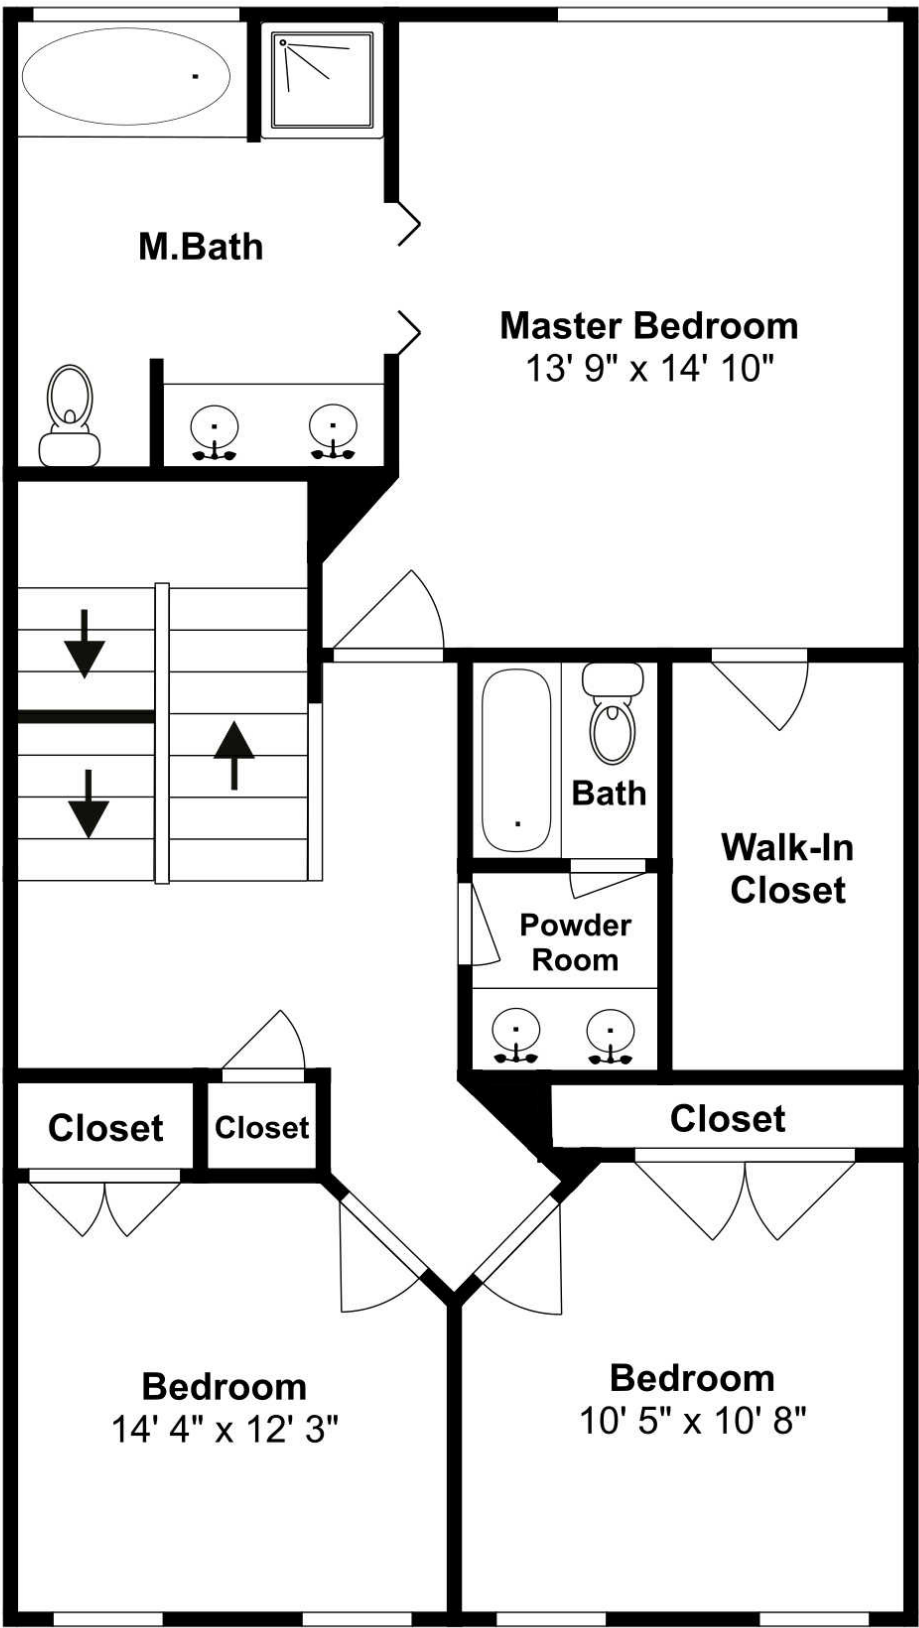 M.Bath
Master Bedroom
13' 9" x 14' 10"
Bath
Walk-In
Closet
Powder
Room
Closet
Closet
Closet
Bedroom
14' 4" x 12' 3"
Bedroom
10' 5" x 10' 8"